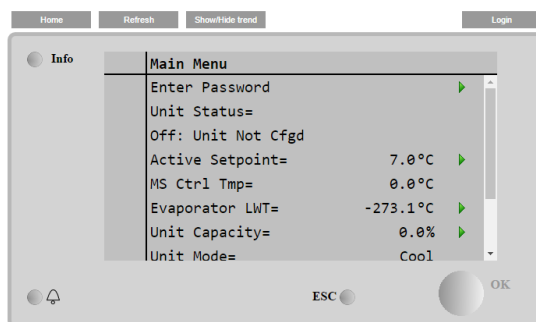 Home Refresh Show/Hide trend Login
Info
Main Menu
Enter Password
Unit Status=
Off: Unit Not Cfgd
Active Setpoint= 7.0°C
MS Ctrl Tmp= 0.0°C
Evaporator LWT= -273.1°C
Unit Capacity= 0.0%
Unit Mode= Cool
ESC OK